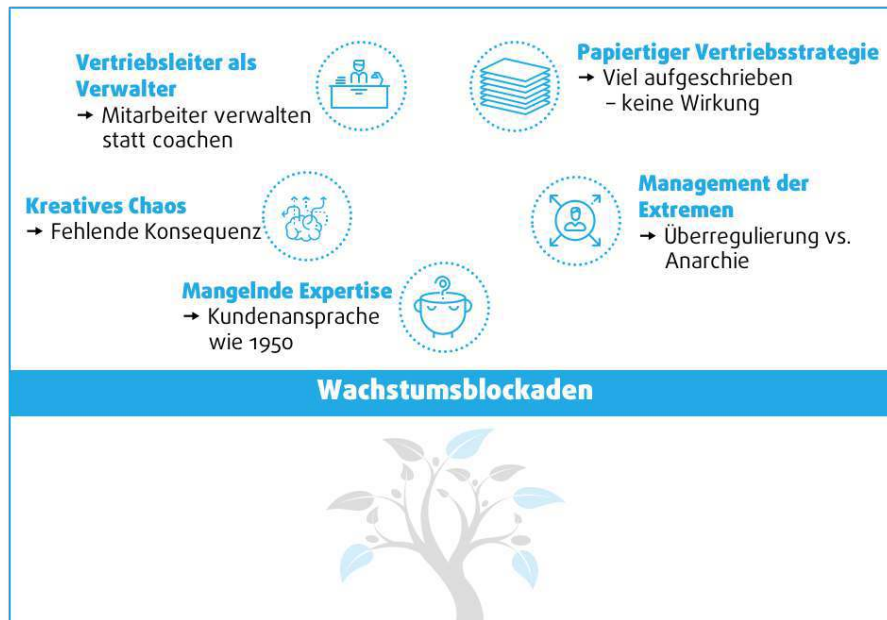 Vertriebsleiter als
Verwalter
→ Mitarbeiter verwalten
statt coachen
Papiertiger Vertriebsstrategie
→ Viel aufgeschrieben
– keine Wirkung
Kreatives Chaos
→ Fehlende Konsequenz
Management der
Extremen
→ Überregulierung vs.
Anarchie
Mangelnde Expertise
→ Kundenansprache
wie 1950
Wachstumsblockaden